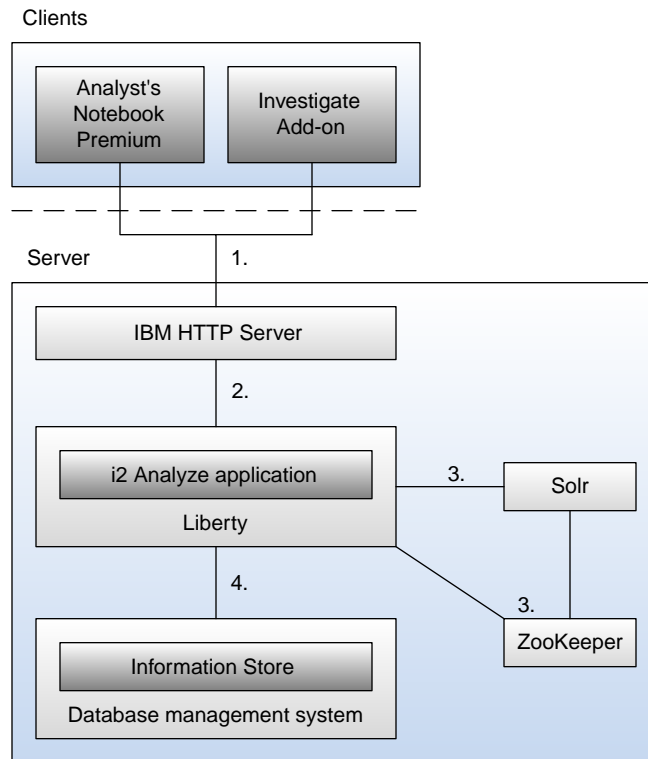 Clients
Analyst's
Notebook
Premium
Investigate
Add-on
Server
1.
IBM HTTP Server
2.
i2 Analyze application
Liberty
3.
Solr
4.
3.
ZooKeeper
Information Store
Database management system